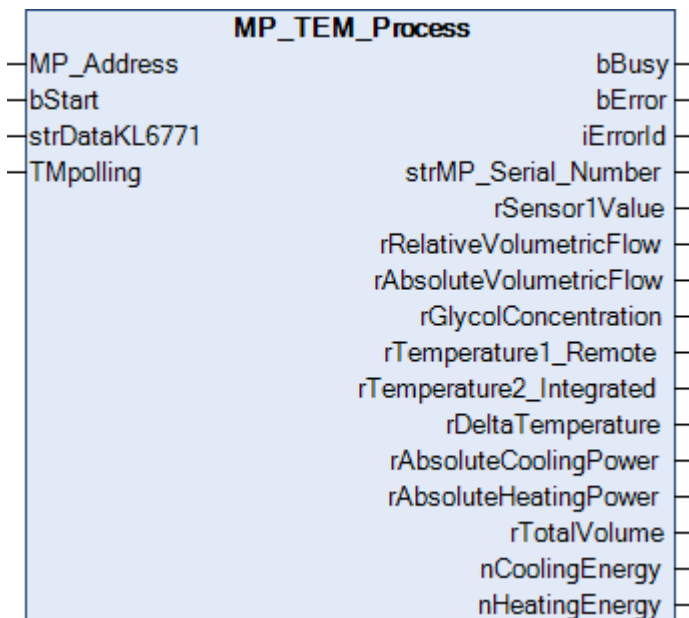 MP_TEM_Process
MP_Address bBusy
bStart bError
strDataKL6771 iErrorId
TMpolling strMP_Serial_Number
rSensor1Value
rRelativeVolumetricFlow
rAbsoluteVolumetricFlow
rGlycolConcentration
rTemperature1_Remote
rTemperature2_Integrated
rDeltaTemperature
rAbsoluteCoolingPower
rAbsoluteHeatingPower
rTotalVolume
nCoolingEnergy
nHeatingEnergy